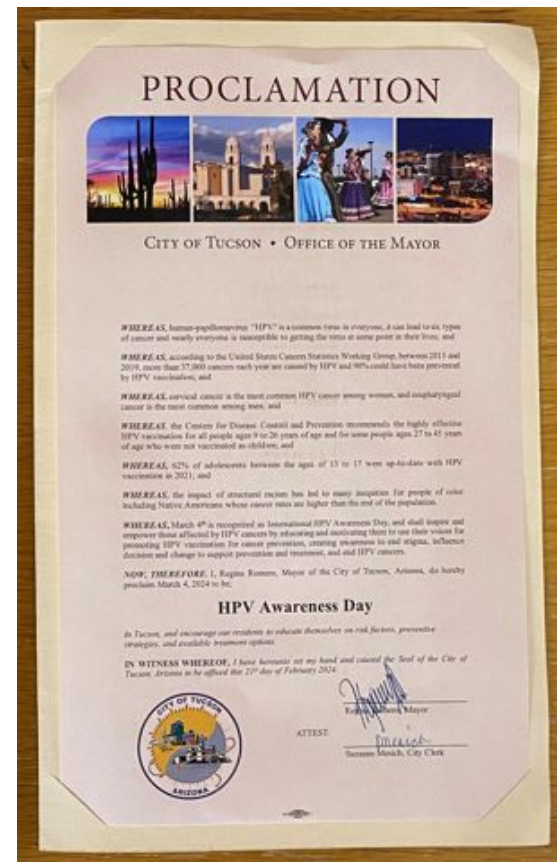 PROCLAMATION
CITY OF TUCSON • OFFICE OF THE MAYOR
WHEREAS, human-papillomavirus "HPV" is a common virus in everyone, it can lead to six types
of cancer and nearly everyone is susceptible to getting the virus at some point in their lives; and
WHEREAS, according to the United States Cancers Statistics Working Group, between 2015 and
2019, more than 37,000 cancers each year are caused by HPV and 90% could have been prevented
by HPV vaccination; and
WHEREAS, cervical cancer is the most common HPV cancer among women, and oropharyngeal
cancer is the most common among men; and
WHEREAS, the Centers for Disease Control and Prevention recommends the highly effective
HPV vaccination for all people ages 9 to 26 years of age and for some people ages 27 to 45 years
of age who were not vaccinated as children; and
WHEREAS, 62% of adolescents between the ages of 13 to 17 were up-to-date with HPV
vaccination in 2021; and
WHEREAS, the impact of structural racism has led to many inequities for people of color
including Native Americans whose cancer rates are higher than the rest of the population.
WHEREAS, March 4th is recognized as International HPV Awareness Day, and shall inspire and
empower those affected by HPV cancers by educating and motivating them to use their voices for
promoting HPV vaccination for cancer prevention, creating awareness to end stigma, influence
decision and change to support prevention and treatment, and end HPV cancers.
NOW, THEREFORE, I, Regina Romero, Mayor of the City of Tucson, Arizona, do hereby
proclaim March 4, 2024 to be:
HPV Awareness Day
In Tucson, and encourage our residents to educate themselves on risk factors, preventive
strategies, and available treatment options.
IN WITNESS WHEREOF, I have hereunto set my hand and caused the Seal of the City of
Tucson, Arizona to be affixed this 21st day of February 2024.
CITY OF TUCSON
ARIZONA
Regina Romero, Mayor
ATTEST:
Suzanne Mesich, City Clerk